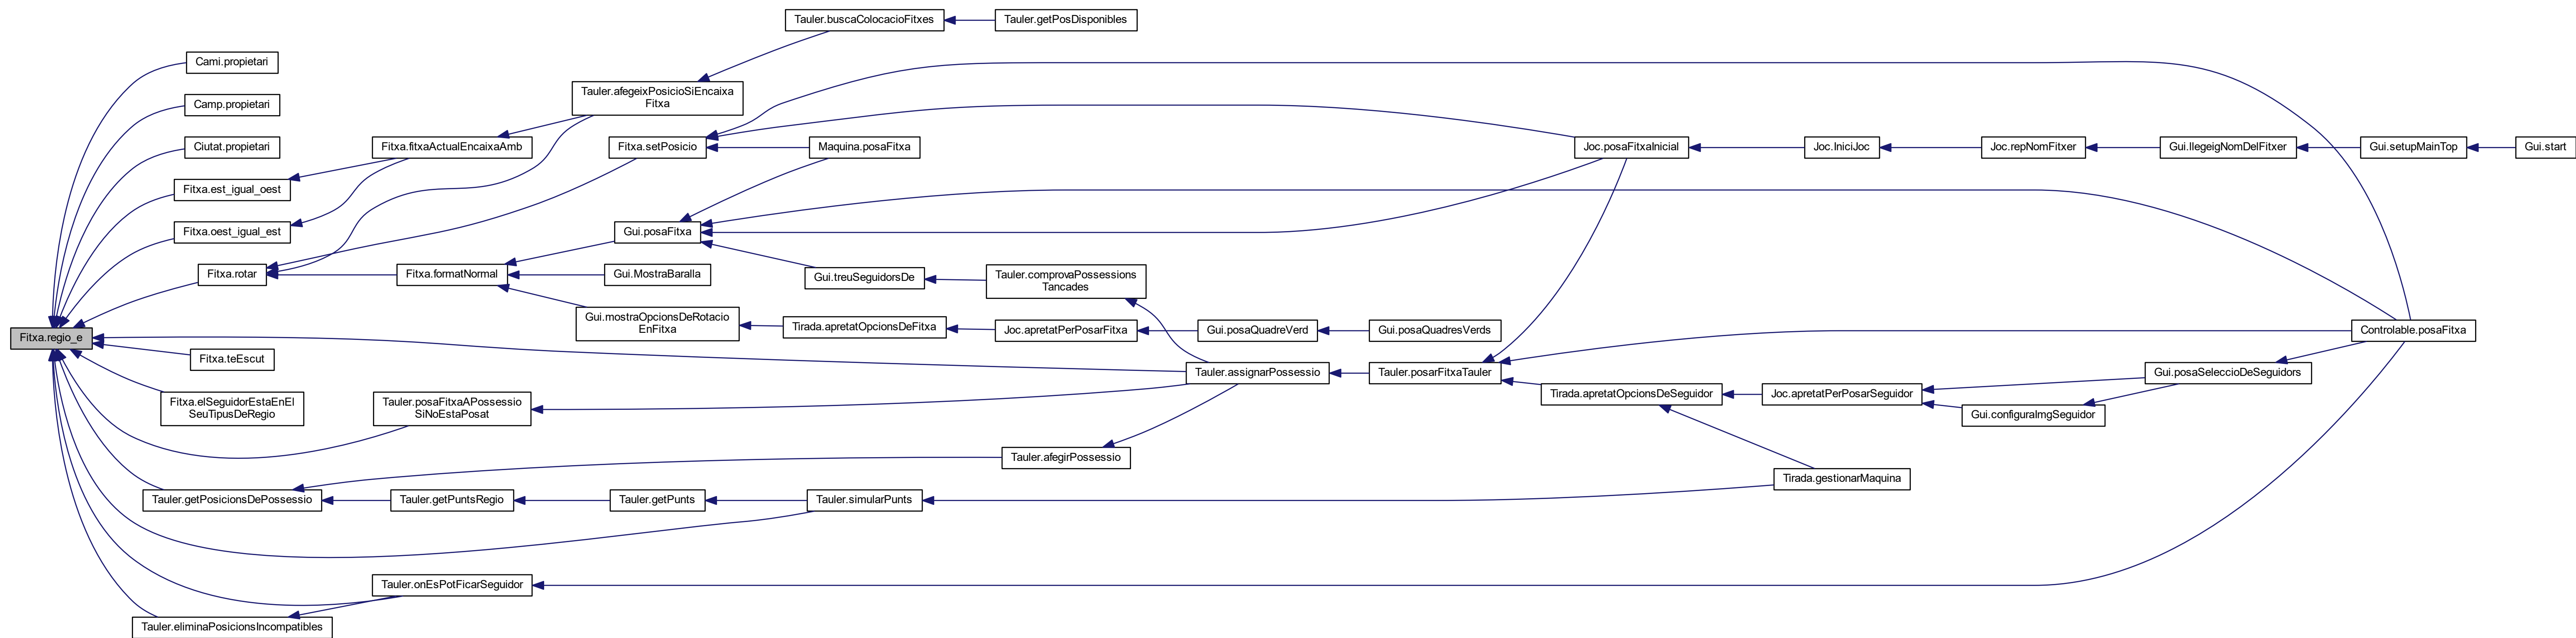 Tauler.buscaColocacioFitxes
Tauler.getPosDisponibles
Cami.propietari
Tauler.afegeixPosicioSiEncaixa
Fitxa
Camp.propietari
Ciutat.propietari
Fitxa.fitxaActualEncaixaAmb
Fitxa.setPosicio
Maquina.posaFitxa
Joc.posaFitxaInicial
Joc.IniciJoc
Joc.repNomFitxer
Gui.llegeigNomDelFitxer
Gui.setupMainTop
Gui.start
Fitxa.est_igual_oest
Fitxa.oest_igual_est
Gui.posaFitxa
Fitxa.rotar
Fitxa.formatNormal
Gui.MostraBaralla
Gui.treuSeguidorsDe
Tauler.comprovaPossessions
Tancades
Gui.mostraOpcionsDeRotacio
EnFitxa
Tirada.apretatOpcionsDeFitxa
Joc.apretatPerPosarFitxa
Gui.posaQuadreVerd
Gui.posaQuadresVerds
Controlable.posaFitxa
Fitxa.regio_e
Fitxa.teEscut
Tauler.assignarPossessio
Tauler.posarFitxaTauler
Gui.posaSeleccioDeSeguidors
Fitxa.elSeguidorEstaEnEl
SeuTipusDeRegio
Tauler.posaFitxaAPossessio
SiNoEstaPosat
Tirada.apretatOpcionsDeSeguidor
Joc.apretatPerPosarSeguidor
Gui.configuraImgSeguidor
Tauler.afegirPossessio
Tirada.gestionarMaquina
Tauler.getPosicionsDePossessio
Tauler.getPuntsRegio
Tauler.getPunts
Tauler.simularPunts
Tauler.onEsPotFicarSeguidor
Tauler.eliminaPosicionsIncompatibles